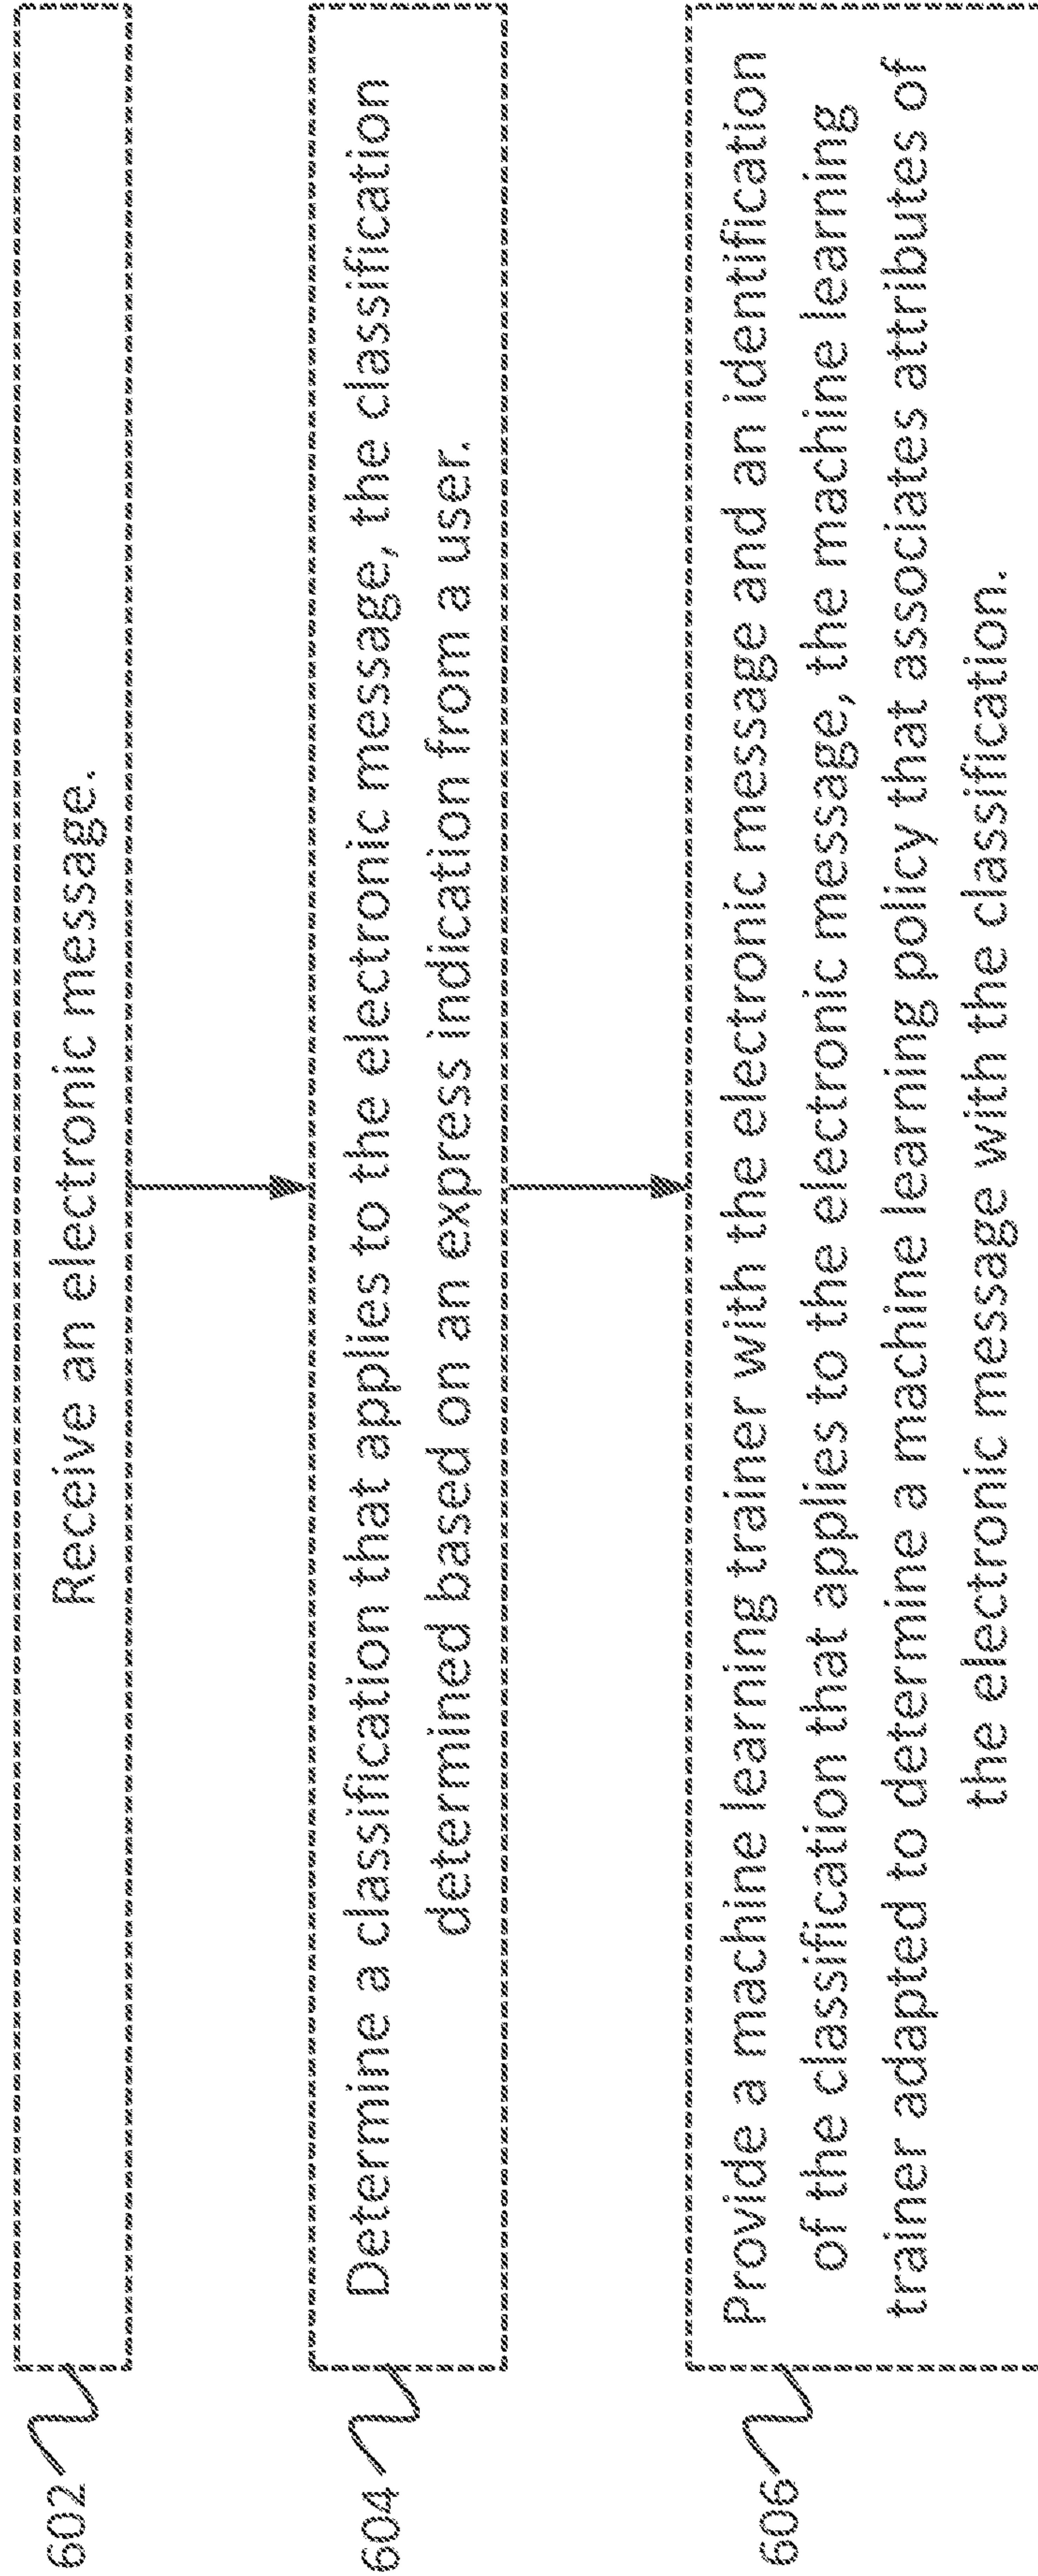 602
Receive an electronic message.
604
Determine a classification that applies to the electronic message, the classification
determined based on an express indication from a user.
606
Provide a machine learning trainer with the electronic message and an identification
of the classification that applies to the electronic message, the machine learning
trainer adapted to determine a machine learning policy that associates attributes of
the electronic message with the classification.